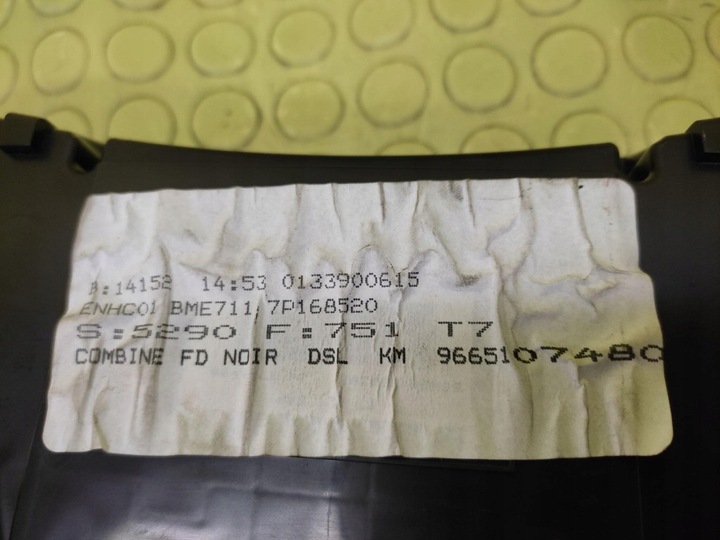 B:14152 14:53 0133900615
ENHC01 BME711 7P168520
S:5290 F:751 T7
COMBINE FD NOIR DSL KM 9665107480